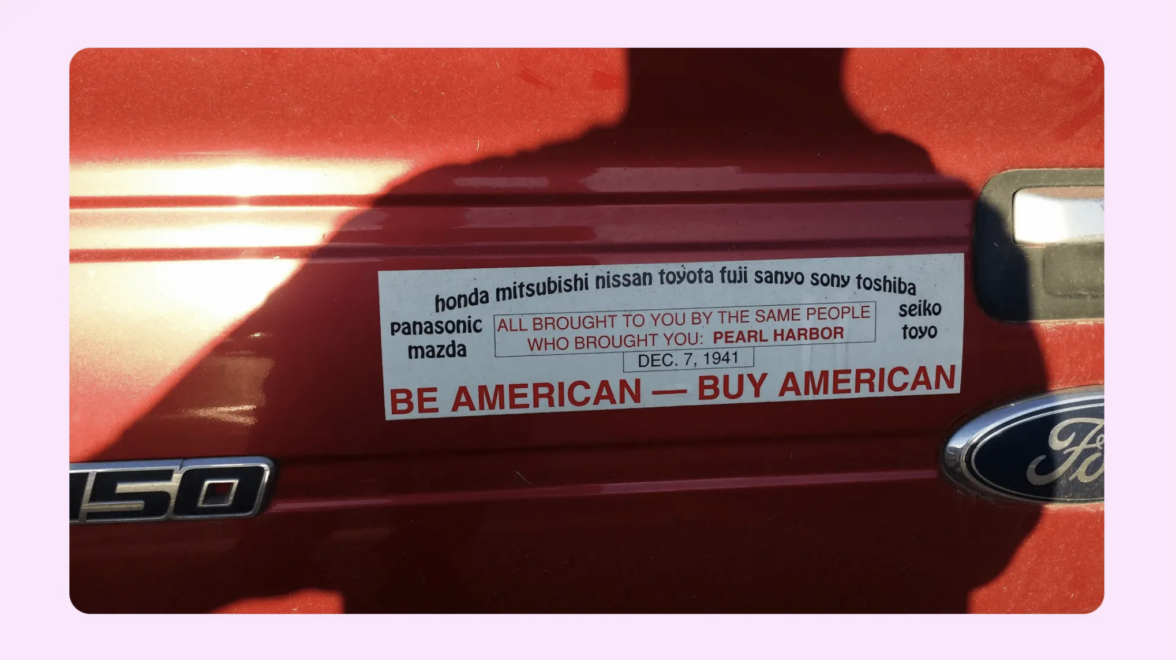 honda mitsubishi nissan toyota fuji sanyo sony toshiba
panasonic
mazda
ALL BROUGHT TO YOU BY THE SAME PEOPLE
WHO BROUGHT YOU: PEARL HARBOR
DEC. 7, 1941
seiko
toyo
BE AMERICAN — BUY AMERICAN
150